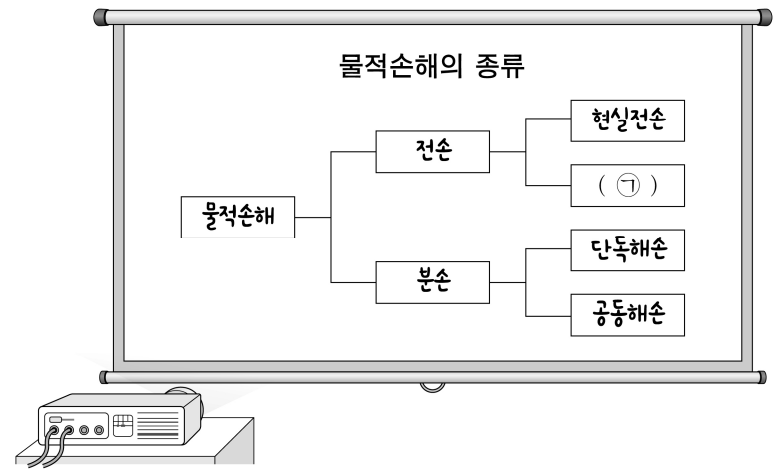 물적손해의 종류
현실전손
전손
( ㉠ )
물적손해
단독해손
분손
공동해손